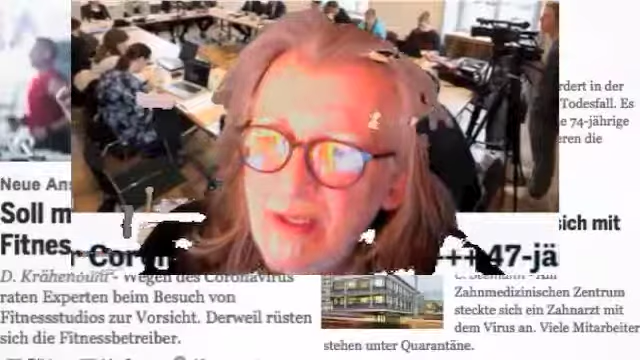 rdert in der
Todesfall. Es
e 74-jährige
eren die
Neue
Soll m
Fitnes
sich mit
+++ 47-jä
D. Krähenbühl - Wegen des Coronavirus
raten Experten beim Besuch von
Fitnessstudios zur Vorsicht. Derweil rüsten
sich die Fitnessbetreiber.
Zahnmedizinischen Zentrum
steckte sich ein Zahnarzt mit
dem Virus an. Viele Mitarbeiter
stehen unter Quarantäne.